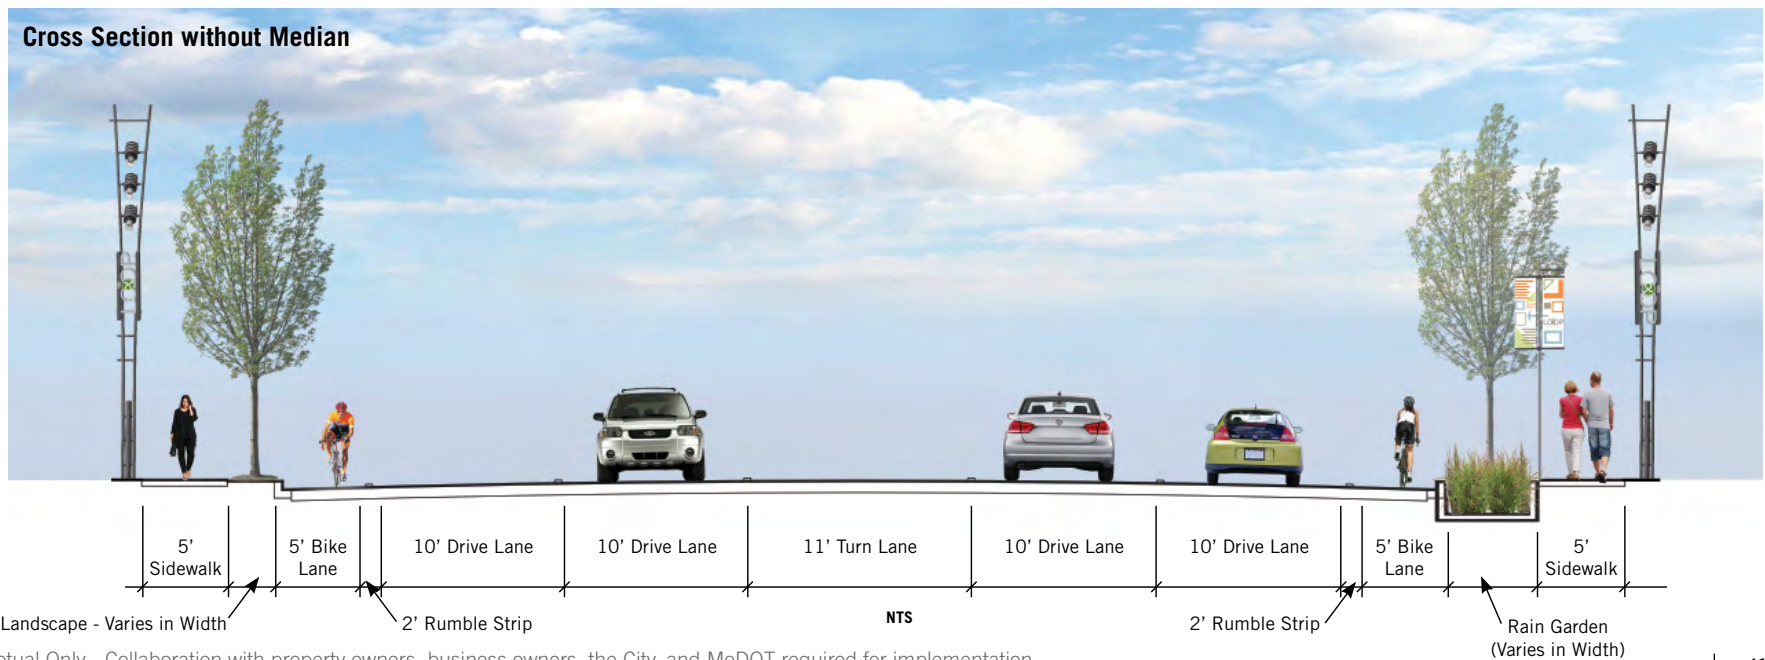 Cross Section without Median
LOOP
5’
Sidewalk
5’ Bike
Lane
10’ Drive Lane
10’ Drive Lane
11’ Turn Lane
10’ Drive Lane
10’ Drive Lane
5’ Bike
Lane
5’
Sidewalk
Landscape - Varies in Width
2’ Rumble Strip
NTS
2’ Rumble Strip
Rain Garden
(Varies in Width)
Only - Collaboration with property owners, business owners, the City, and MoDOT required for implementation